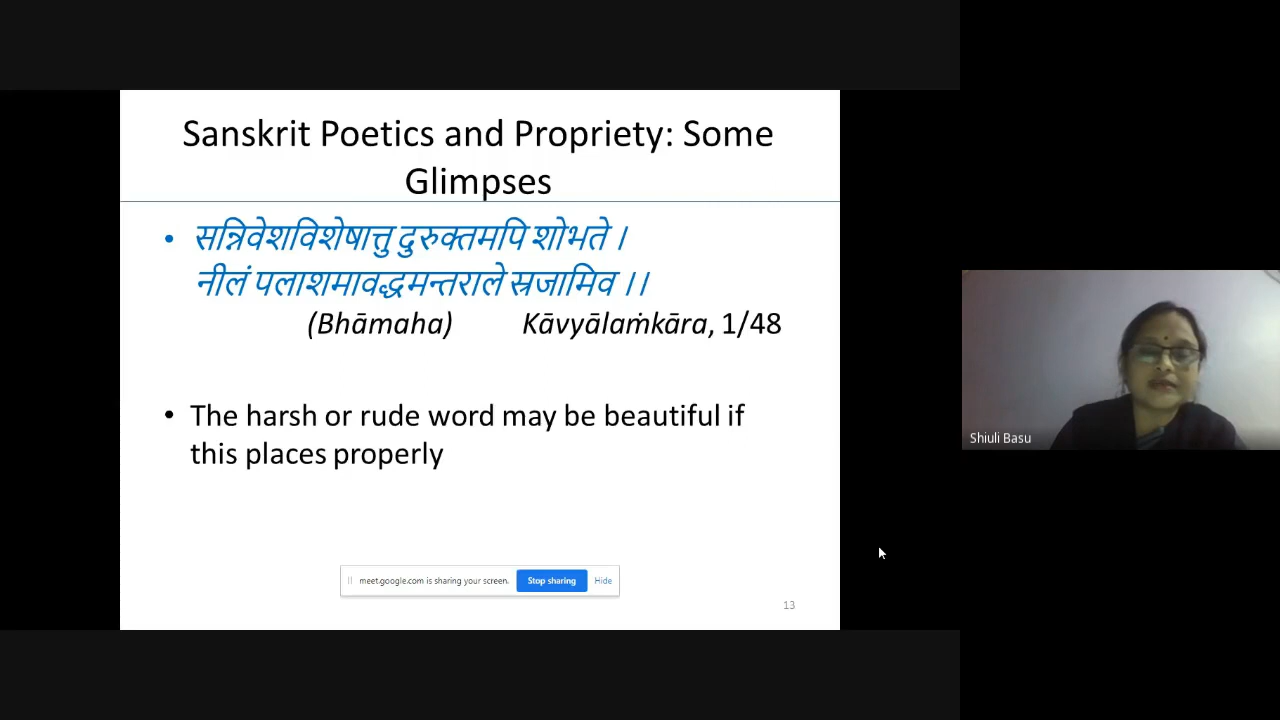 Sanskrit Poetics and Propriety: Some
Glimpses
• सन्निवेशविशेषात्तु दुरुक्तमपि शोभते ।
नीलं पलाशमावद्धमन्तराले स्रजामिव ।।
(Bhāmaha) Kāvyālaṁkāra, 1/48
• The harsh or rude word may be beautiful if
this places properly
meet.google.com is sharing your screen. Stop sharing Hide
13
Shiuli Basu